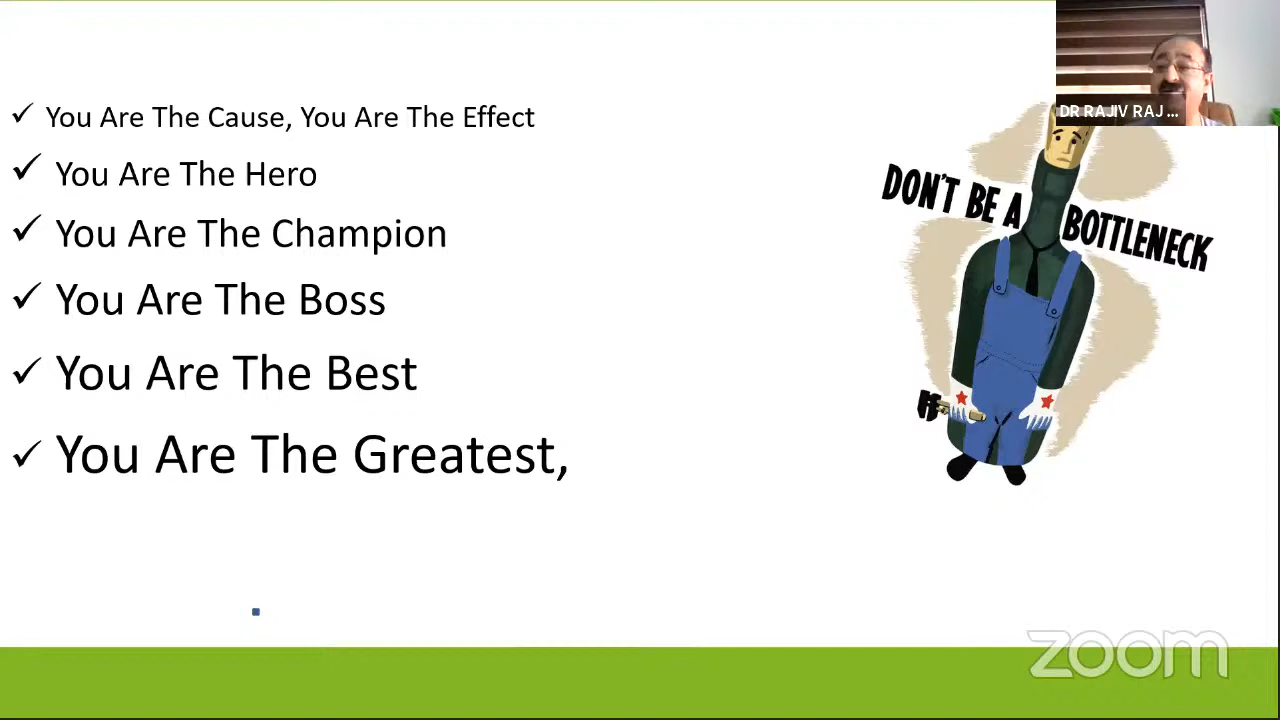 You Are The Cause, You Are The Effect
You Are The Hero
You Are The Champion
You Are The Boss
You Are The Best
You Are The Greatest,
DON'T BE A BOTTLENECK
DR RAJIV RAJ ...
zoom